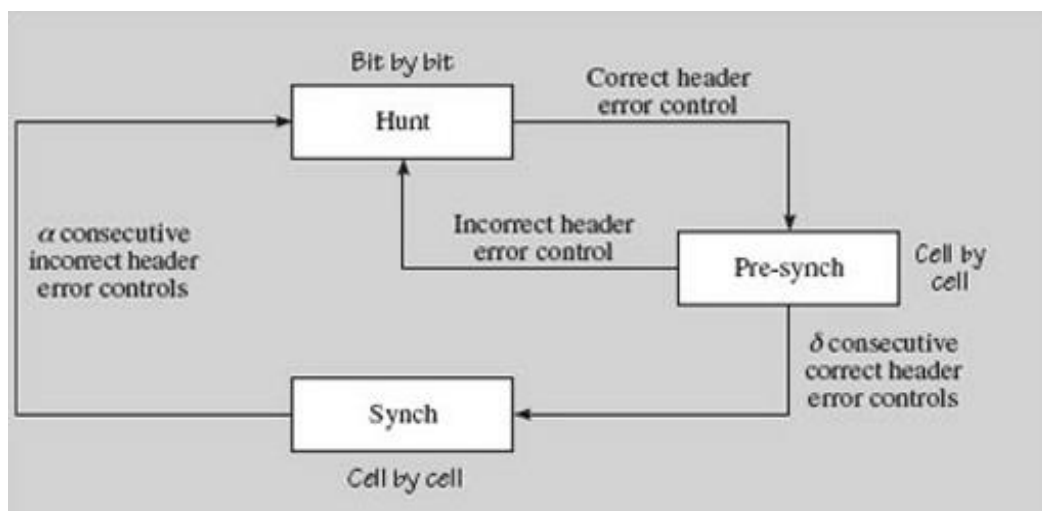 Bit by bit
Hunt
Correct header
error control
Incorrect header
error control
Pre-synch
Cell by
cell
α consecutive
incorrect header
error controls
δ consecutive
correct header
error controls
Synch
Cell by cell